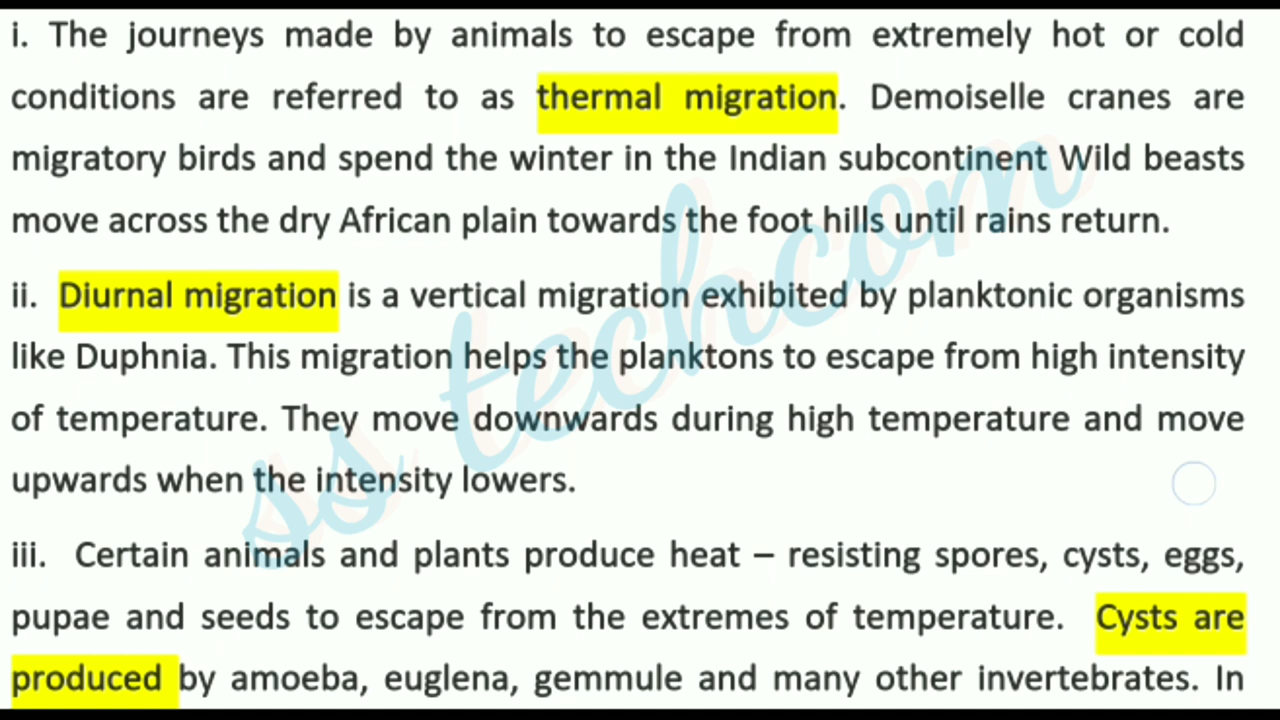 i. The journeys made by animals to escape from extremely hot or cold
conditions are referred to as thermal migration. Demoiselle cranes are
migratory birds and spend the winter in the Indian subcontinent Wild beasts
move across the dry African plain towards the foot hills until rains return.
ii. Diurnal migration is a vertical migration exhibited by planktonic organisms
like Duphnia. This migration helps the planktons to escape from high intensity
of temperature. They move downwards during high temperature and move
upwards when the intensity lowers.
iii. Certain animals and plants produce heat – resisting spores, cysts, eggs,
pupae and seeds to escape from the extremes of temperature. Cysts are
produced by amoeba, euglena, gemmule and many other invertebrates. In
ss techcom